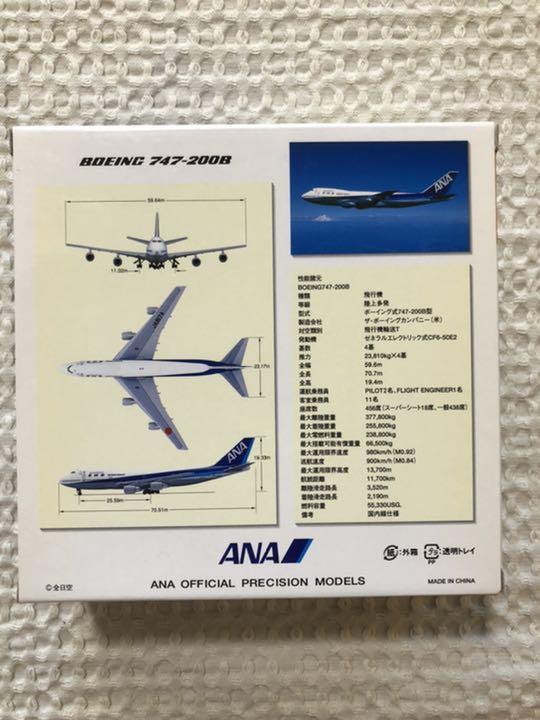 BOEING 747-200B
59.64m
11.02m
22.17m
19.33m
25.59m
70.51m
ANA
性能諸元
BOEING747-200B
種類 飛行機
等級 陸上多発
型式 ボーイング式747-200B型
製造会社 ザ・ボーイングカンパニー（米）
対空類別 飛行機輸送T
発動機 ゼネラルエレクトリック式CF6-50E2
基数 4基
推力 23,810kg×4基
全幅 59.6m
全長 70.7m
全高 19.4m
運航乗務員 PILOT2名、FLIGHT ENGINEER1名
客室乗務員 11名
座席数 456席（スーパーシート18席、一般438席）
最大離陸重量 377,800kg
最大着陸重量 255,800kg
最大零燃料重量 238,800kg
最大搭載可能有償重量 66,500kg
最大運用限界速度 980km/h（M0.92）
巡航速度 900km/h（M0.84）
最大運用限界高度 13,700m
航続距離 11,700km
離陸滑走路長 3,520m
着陸滑走路長 2,190m
燃料容量 55,330USG.
備考 国内線仕様
ANA
紙：外箱
プラ：透明トレイ
PP
©全日空
ANA OFFICIAL PRECISION MODELS
MADE IN CHINA